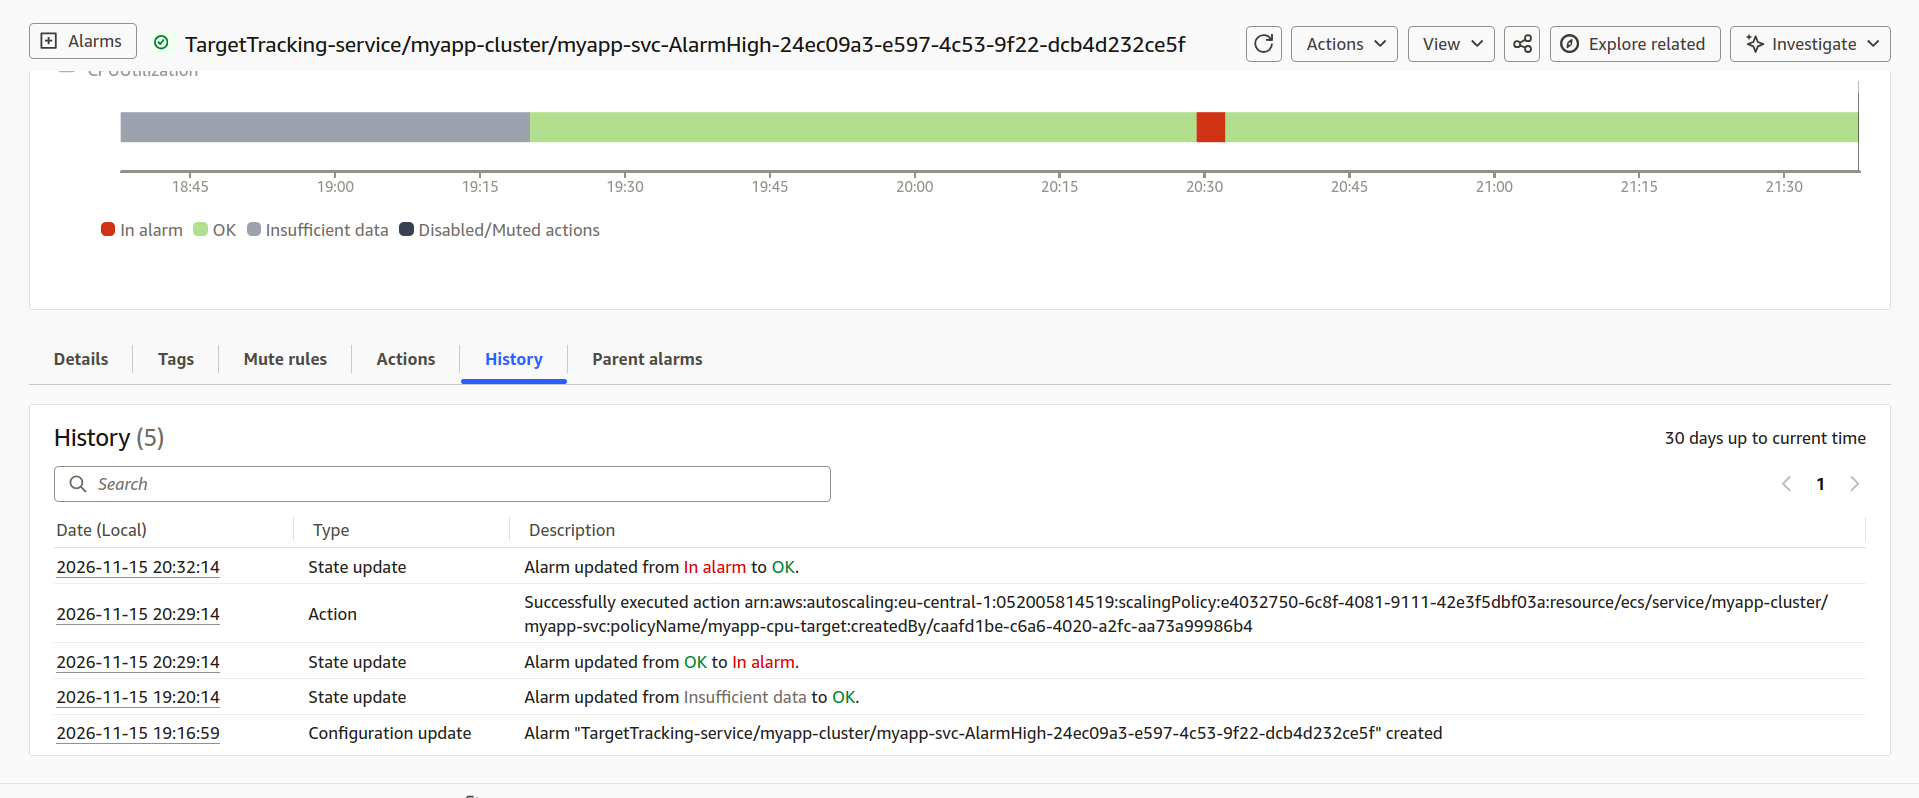 Alarms
TargetTracking-service/myapp-cluster/myapp-svc-AlarmHigh-24ec09a3-e597-4c53-9f22-dcb4d232ce5f
Actions
View
Explore related
Investigate
CPUUtilization
18:45 19:00 19:15 19:30 19:45 20:00 20:15 20:30 20:45 21:00 21:15 21:30
In alarm OK Insufficient data Disabled/Muted actions
Details Tags Mute rules Actions History Parent alarms
History (5)
30 days up to current time
Search
1
Date (Local) Type Description
2026-11-15 20:32:14 State update Alarm updated from In alarm to OK.
2026-11-15 20:29:14 Action Successfully executed action arn:aws:autoscaling:eu-central-1:052005814519:scalingPolicy:e4032750-6c8f-4081-9111-42e3f5dbf03a:resource/ecs/service/myapp-cluster/
myapp-svc:policyName/myapp-cpu-target:createdBy/caafd1be-c6a6-4020-a2fc-aa73a99986b4
2026-11-15 20:29:14 State update Alarm updated from OK to In alarm.
2026-11-15 19:20:14 State update Alarm updated from Insufficient data to OK.
2026-11-15 19:16:59 Configuration update Alarm "TargetTracking-service/myapp-cluster/myapp-svc-AlarmHigh-24ec09a3-e597-4c53-9f22-dcb4d232ce5f" created